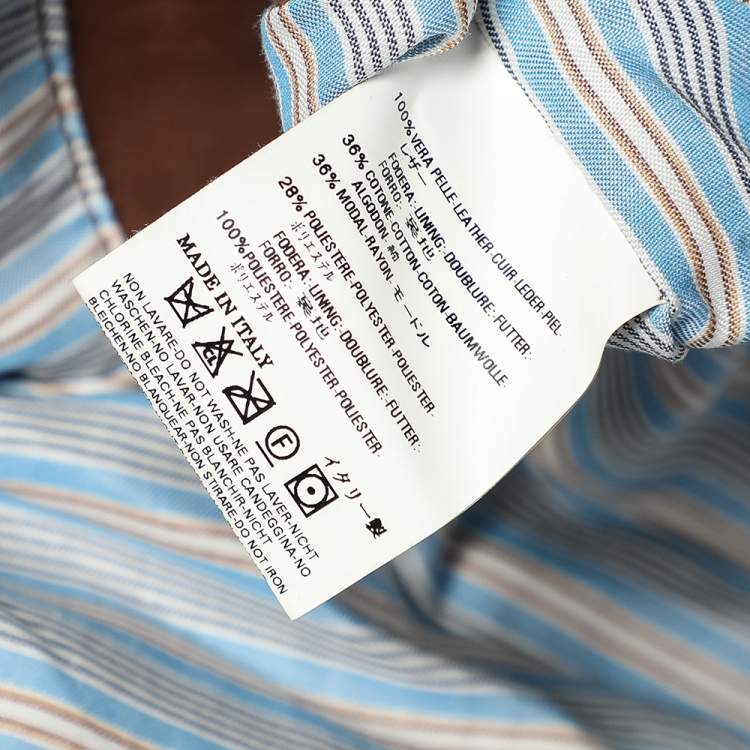 100% VERA PELLE-LEATHER-CUIR-LEDER-PIEL
レザー
FODERA:-LINING:-DOUBLURE:-FUTTER:-
FORRO: 裏地
36% COTONE-COTTON-COTON-BAUMWOLLE-
ALGODON. 綿
36% MODAL-RAYON- モードル
28% POLIESTERE-POLYESTER-POLIESTER.
ポリエステル
FODERA:-LINING:-DOUBLURE:-FUTTER:-
FORRO: 裏地
100%POLIESTERE-POLYESTER-POLIESTER.
ポリエステル
MADE IN ITALY
イタリー製
F
NON LAVARE-DO NOT WASH-NE PAS LAVER-NICHT
WASCHEN-NO LAVAR-NON USARE CANDEGGINA-NO
CHLORINE BLEACH-NE PAS BLANCHIR-NICHT
BLEICHEN-NO BLANQUEAR-NON STIRARE-DO NOT IRON